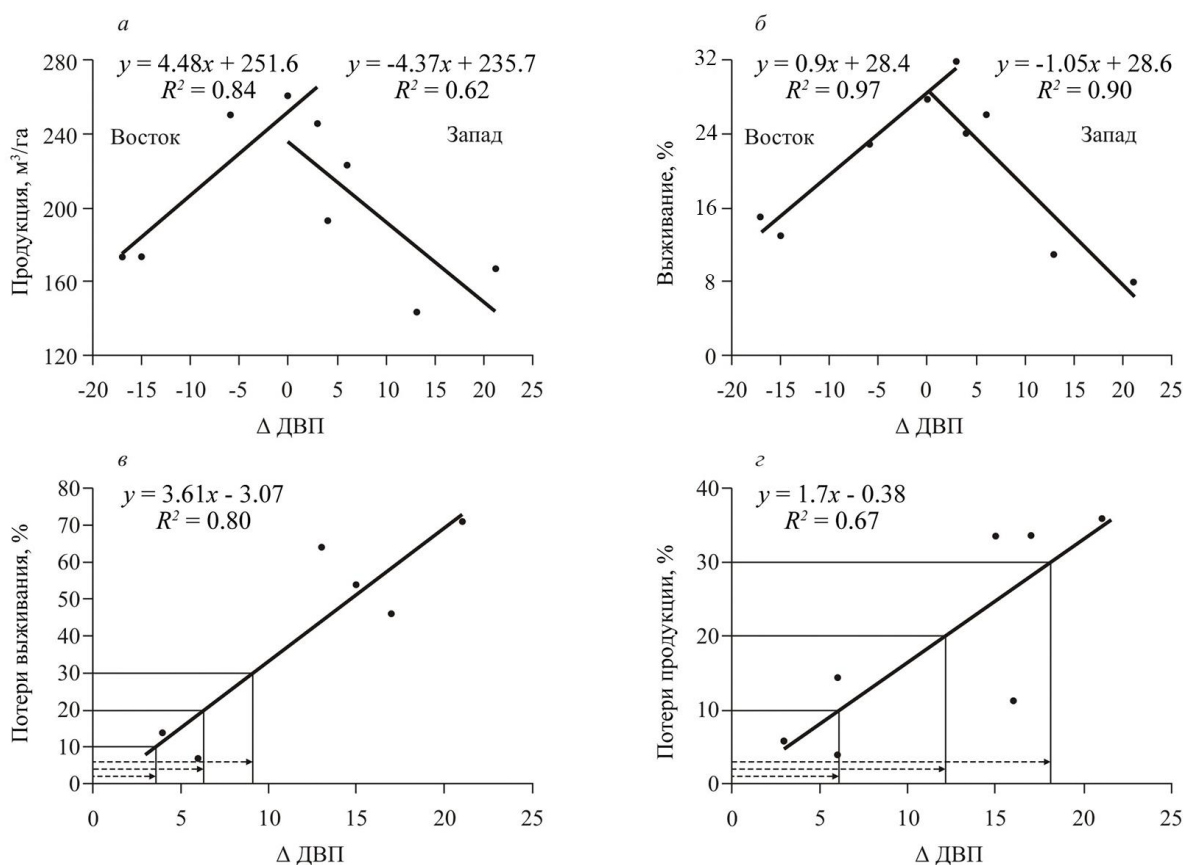 а
280
240
200
160
120
Продукция, м³/га
y = 4.48x + 251.6
R² = 0.84
y = -4.37x + 235.7
R² = 0.62
Восток
Запад
-20 -15 -10 -5 0 5 10 15 20 25
Δ ДВП
б
32
24
16
8
0
Выживание, %
y = 0.9x + 28.4
R² = 0.97
y = -1.05x + 28.6
R² = 0.90
Восток
Запад
-20 -15 -10 -5 0 5 10 15 20 25
Δ ДВП
в
80
70
60
50
40
30
20
10
0
Потери выживания, %
y = 3.61x - 3.07
R² = 0.80
0 5 10 15 20 25
Δ ДВП
г
40
30
20
10
0
Потери продукции, %
y = 1.7x - 0.38
R² = 0.67
0 5 10 15 20 25
Δ ДВП